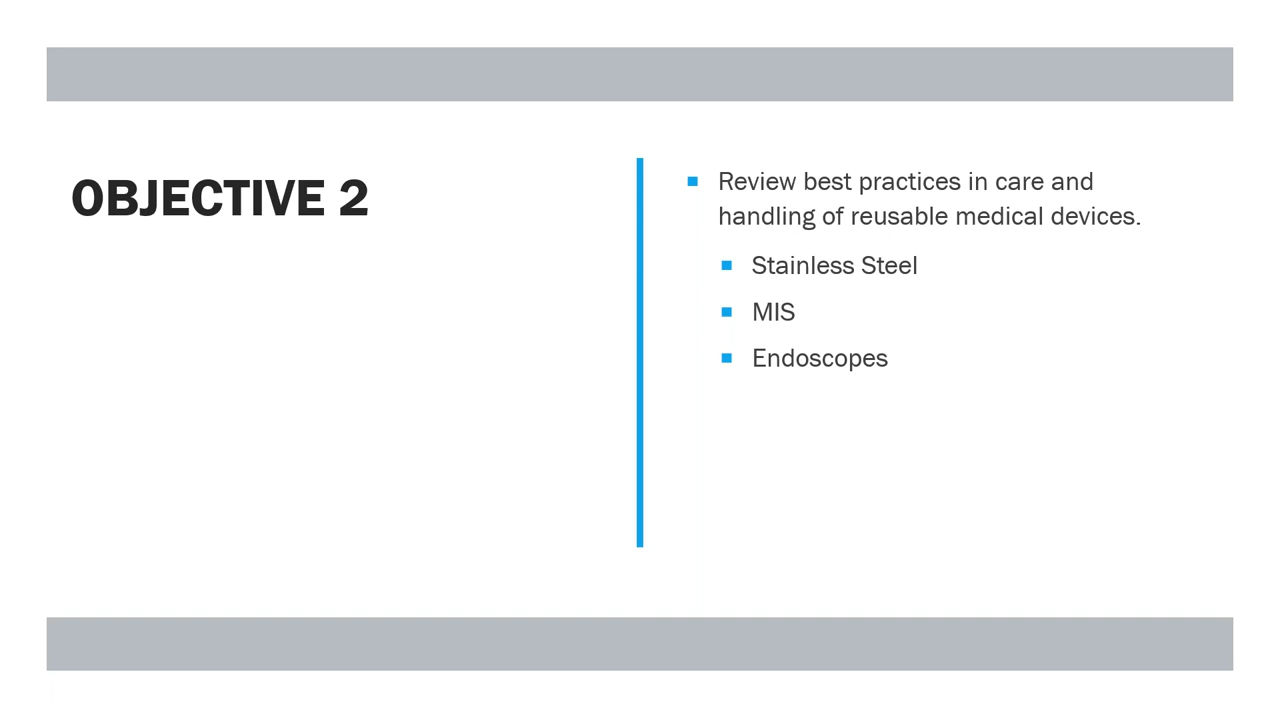 OBJECTIVE 2
Review best practices in care and
handling of reusable medical devices.
Stainless Steel
MIS
Endoscopes